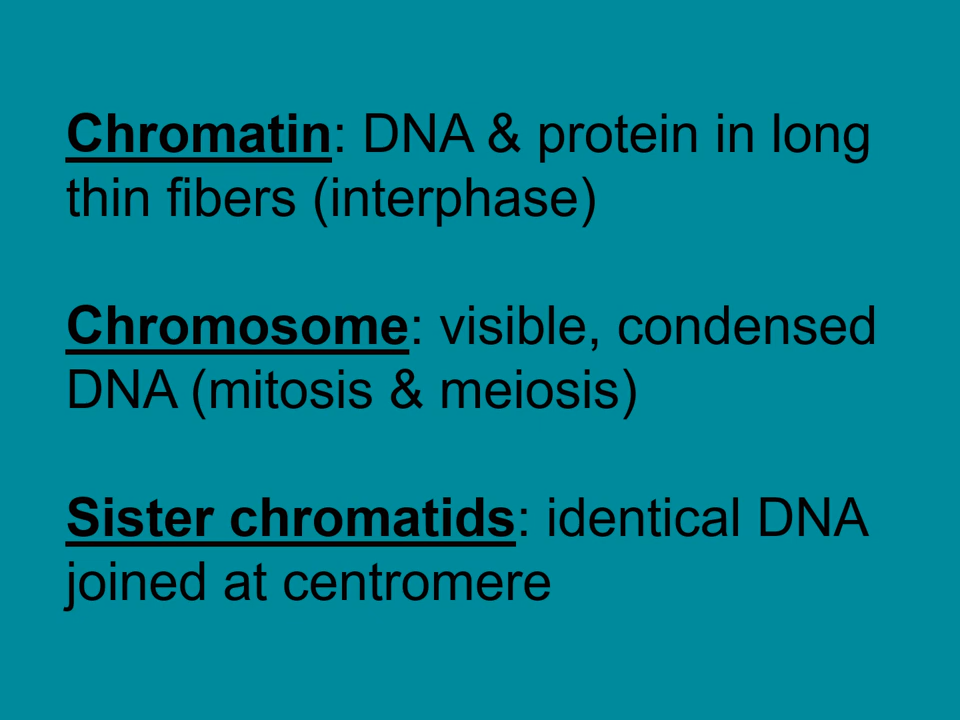 Chromatin: DNA & protein in long
thin fibers (interphase)
Chromosome: visible, condensed
DNA (mitosis & meiosis)
Sister chromatids: identical DNA
joined at centromere